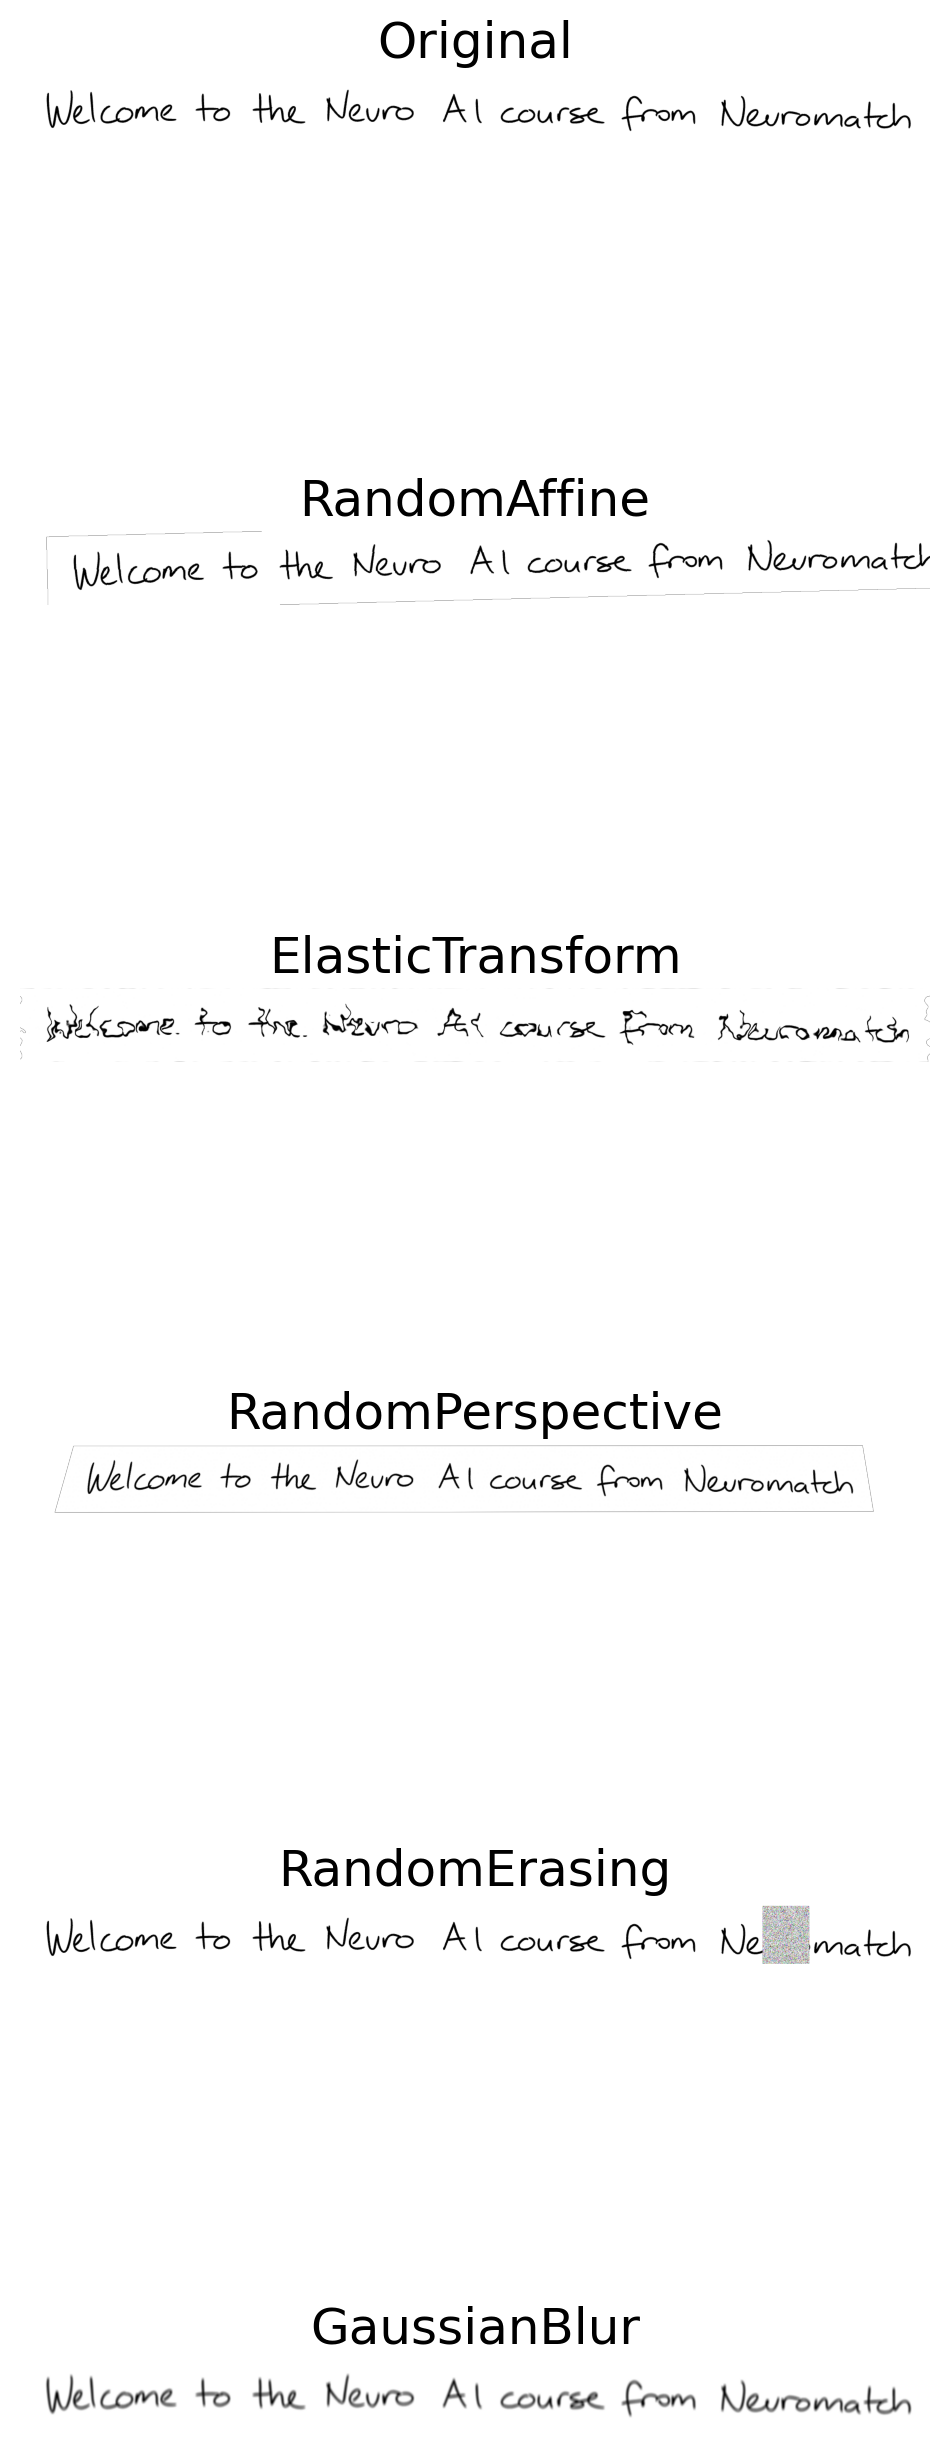 Original
Welcome to the Neuro AI course from Neuromatch
RandomAffine
Welcome to the Neuro AI course from Neuromatch
ElasticTransform
Welcome to the Neuro AI course from Neuromatch
RandomPerspective
Welcome to the Neuro AI course from Neuromatch
RandomErasing
Welcome to the Neuro AI course from Ne match
GaussianBlur
Welcome to the Neuro AI course from Neuromatch